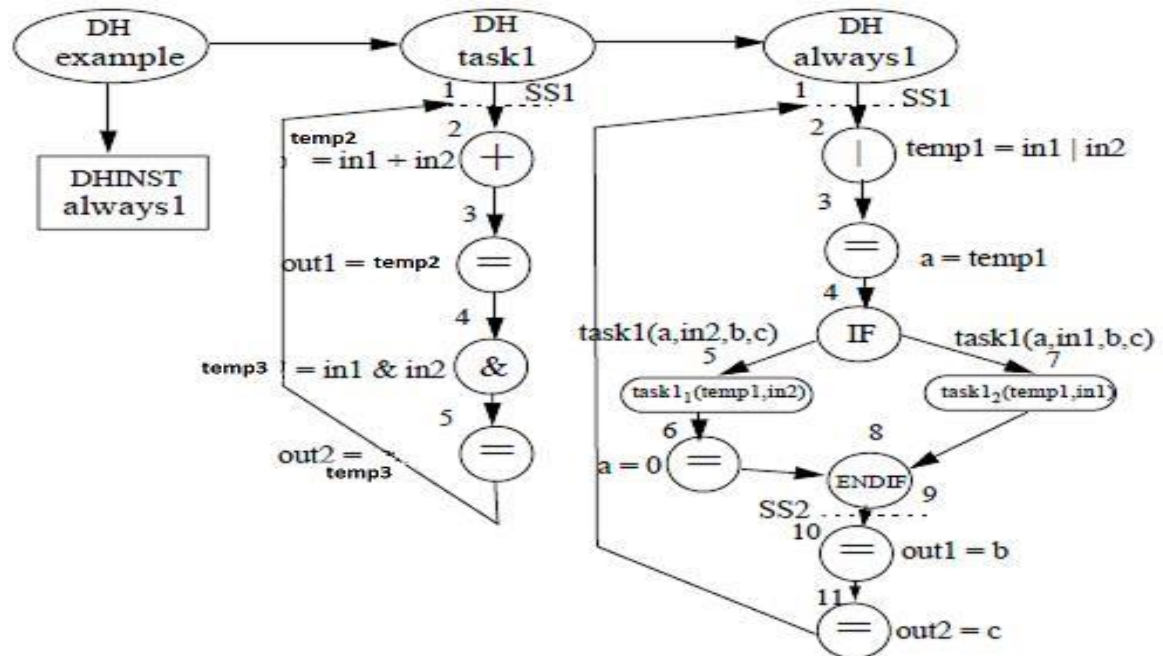 DH
example
DH
task1
DH
always1
DHINST
always1
1
SS1
2
temp2
= in1 + in2
+
3
out1 = temp2
=
4
temp3 = in1 & in2
&
5
out2 =
temp3
=
1
SS1
2
|
temp1 = in1 | in2
3
=
a = temp1
4
IF
task1(a,in2,b,c)
5
task1(a,in1,b,c)
7
task1₁(temp1,in2)
task1₂(temp1,in1)
6
a = 0
=
8
ENDIF
9
SS2
10
=
out1 = b
11
=
out2 = c